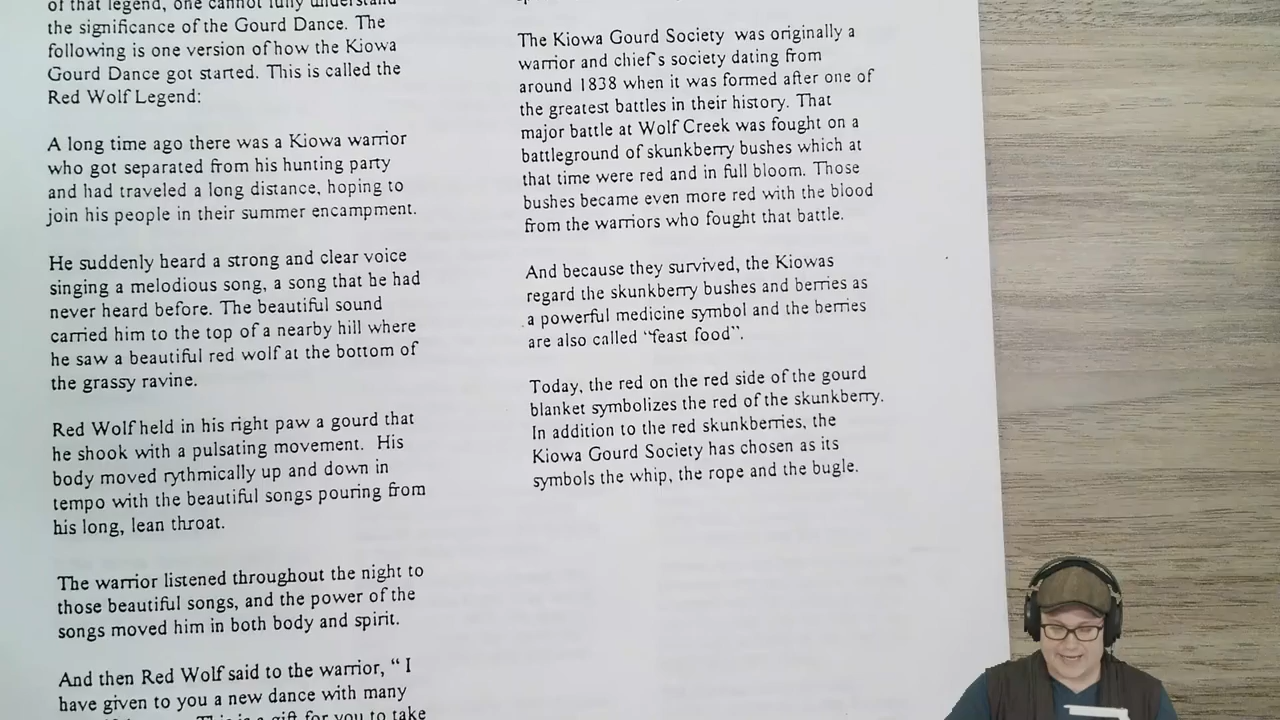 of that legend, one cannot fully understand
the significance of the Gourd Dance. The
following is one version of how the Kiowa
Gourd Dance got started. This is called the
Red Wolf Legend:
A long time ago there was a Kiowa warrior
who got separated from his hunting party
and had traveled a long distance, hoping to
join his people in their summer encampment.
He suddenly heard a strong and clear voice
singing a melodious song, a song that he had
never heard before. The beautiful sound
carried him to the top of a nearby hill where
he saw a beautiful red wolf at the bottom of
the grassy ravine.
Red Wolf held in his right paw a gourd that
he shook with a pulsating movement. His
body moved rythmically up and down in
tempo with the beautiful songs pouring from
his long, lean throat.
The warrior listened throughout the night to
those beautiful songs, and the power of the
songs moved him in both body and spirit.
And then Red Wolf said to the warrior, “ I
have given to you a new dance with many
This is a gift for you to take
The Kiowa Gourd Society was originally a
warrior and chief's society dating from
around 1838 when it was formed after one of
the greatest battles in their history. That
major battle at Wolf Creek was fought on a
battleground of skunkberry bushes which at
that time were red and in full bloom. Those
bushes became even more red with the blood
from the warriors who fought that battle.
And because they survived, the Kiowas
regard the skunkberry bushes and berries as
a powerful medicine symbol and the berries
are also called “feast food”.
Today, the red on the red side of the gourd
blanket symbolizes the red of the skunkberry.
In addition to the red skunkberries, the
Kiowa Gourd Society has chosen as its
symbols the whip, the rope and the bugle.